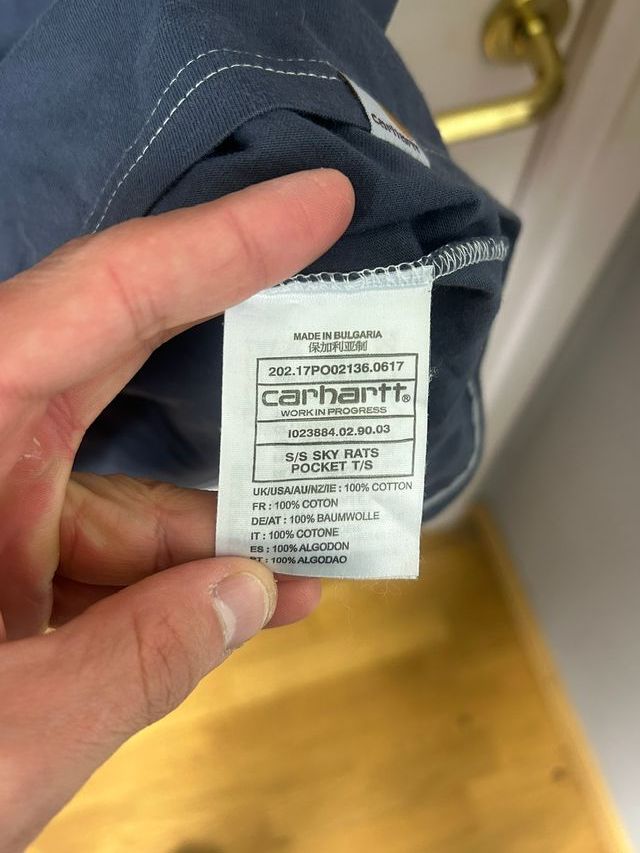 carhartt
MADE IN BULGARIA
保加利亚制
202.17PO02136.0617
carhartt®
WORK IN PROGRESS
I023884.02.90.03
S/S SKY RATS
POCKET T/S
UK/USA/AU/NZ/IE : 100% COTTON
FR : 100% COTON
DE/AT : 100% BAUMWOLLE
IT : 100% COTONE
ES : 100% ALGODON
PT : 100% ALGODAO